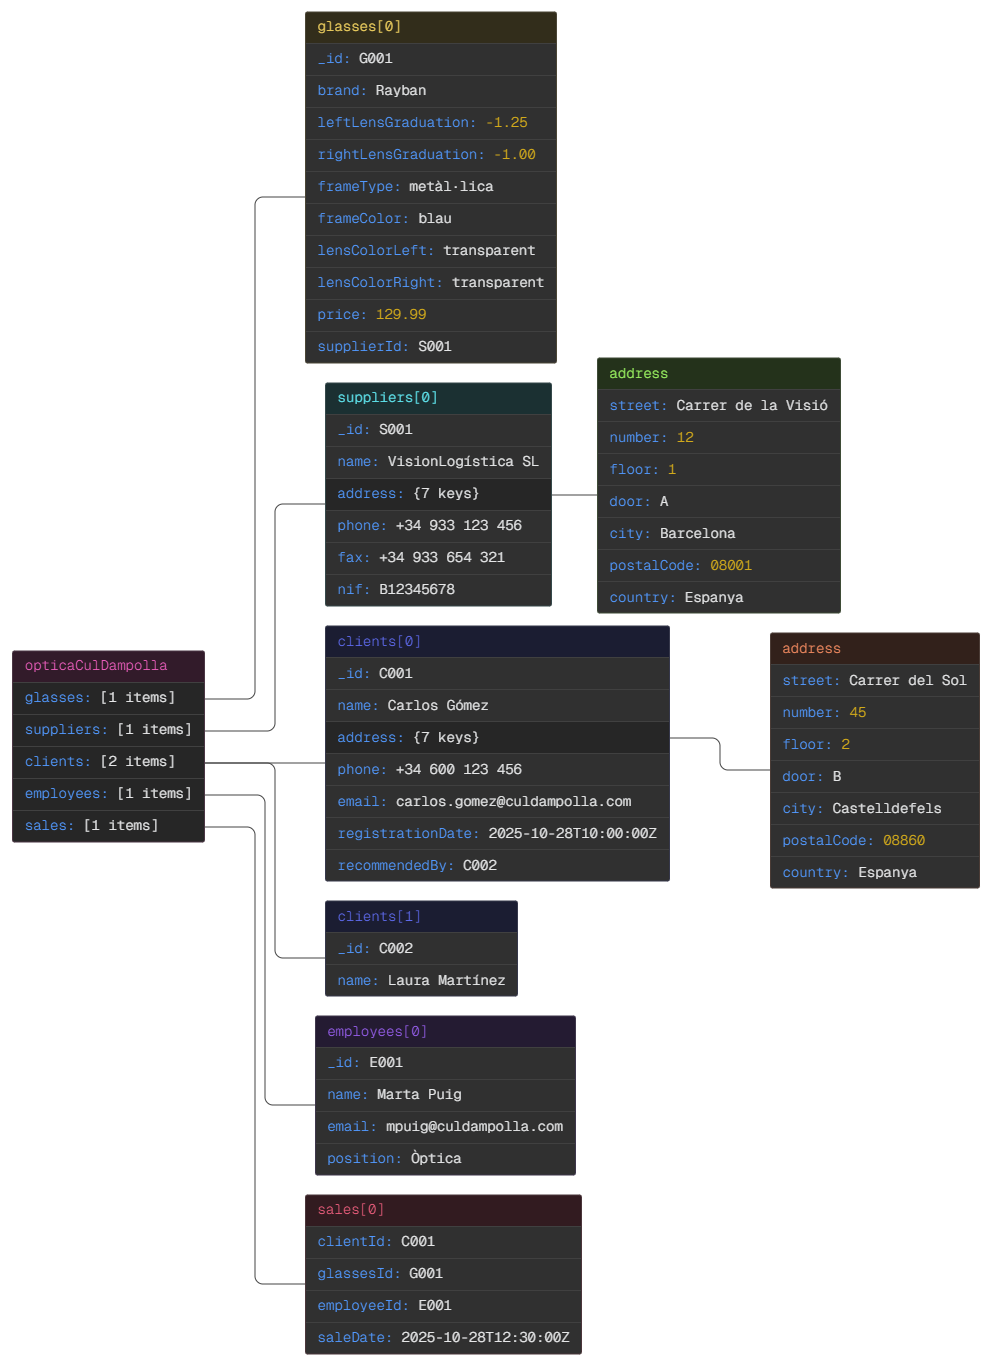 glasses[0]
_id: G001
brand: Rayban
leftLensGraduation: -1.25
rightLensGraduation: -1.00
frameType: metàl·lica
frameColor: blau
lensColorLeft: transparent
lensColorRight: transparent
price: 129.99
supplierId: S001
suppliers[0]
_id: S001
name: VisionLogística SL
address: {7 keys}
phone: +34 933 123 456
fax: +34 933 654 321
nif: B12345678
address
street: Carrer de la Visió
number: 12
floor: 1
door: A
city: Barcelona
postalCode: 08001
country: Espanya
opticaCulDampolla
glasses: [1 items]
suppliers: [1 items]
clients: [2 items]
employees: [1 items]
sales: [1 items]
clients[0]
_id: C001
name: Carlos Gómez
address: {7 keys}
phone: +34 600 123 456
email: carlos.gomez@culdampolla.com
registrationDate: 2025-10-28T10:00:00Z
recommendedBy: C002
address
street: Carrer del Sol
number: 45
floor: 2
door: B
city: Castelldefels
postalCode: 08860
country: Espanya
clients[1]
_id: C002
name: Laura Martínez
employees[0]
_id: E001
name: Marta Puig
email: mpuig@culdampolla.com
position: Òptica
sales[0]
clientId: C001
glassesId: G001
employeeId: E001
saleDate: 2025-10-28T12:30:00Z